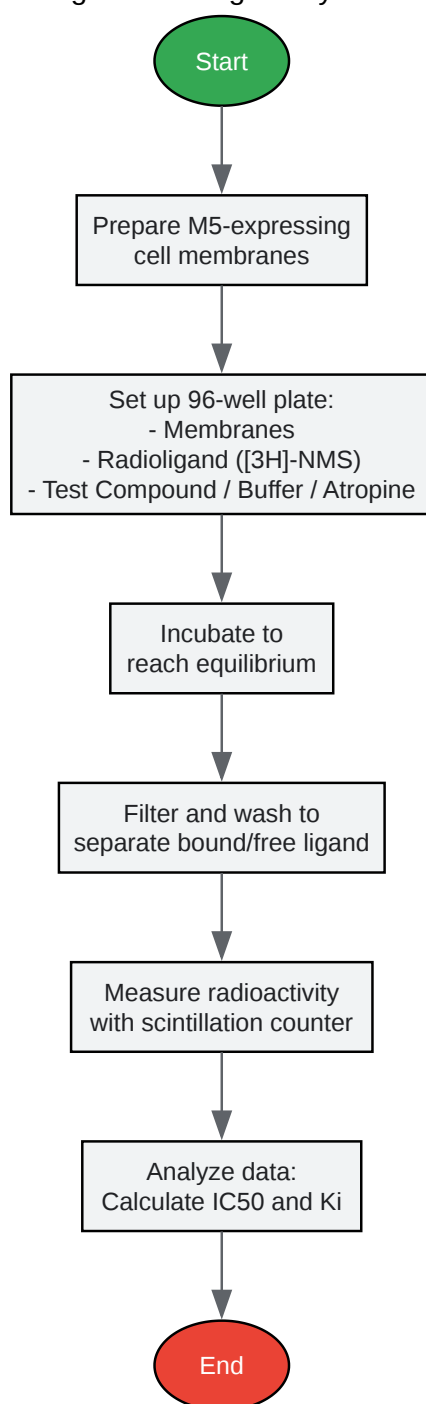 Start
Prepare M5-expressing
cell membranes
Set up 96-well plate:
- Membranes
- Radioligand ([3H]-NMS)
- Test Compound / Buffer / Atropine
Incubate to
reach equilibrium
Filter and wash to
separate bound/free ligand
Measure radioactivity
with scintillation counter
Analyze data:
Calculate IC50 and Ki
End